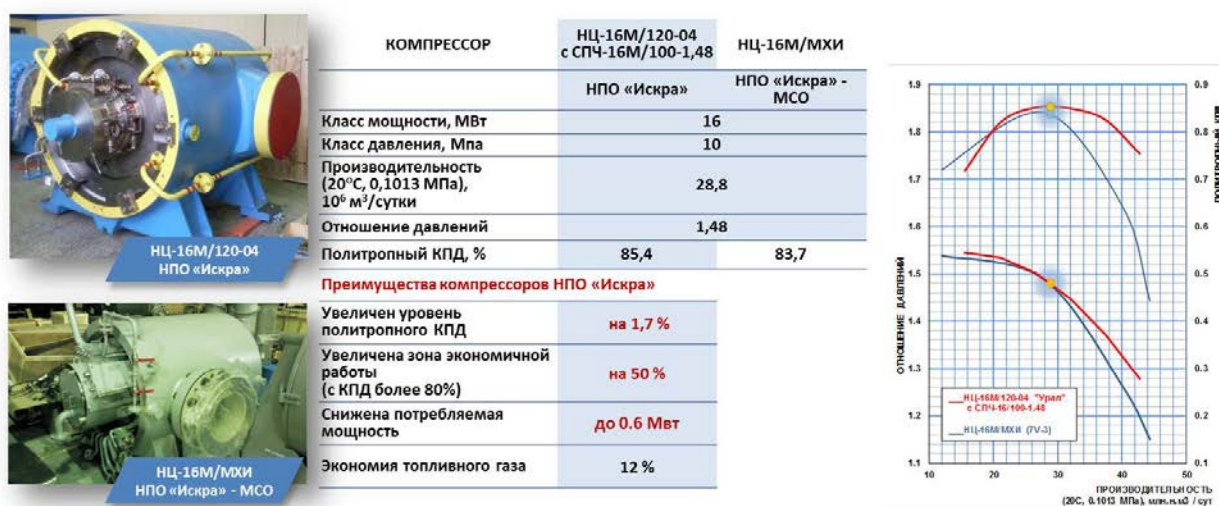 НЦ-16М/120-04
НПО «Искра»
НЦ-16М/МХИ
НПО «Искра» - МСО
КОМПРЕССОР
НЦ-16М/120-04
с СПЧ-16М/100-1,48
НЦ-16М/МХИ
НПО «Искра»
НПО «Искра» -
МСО
Класс мощности, МВт
16
Класс давления, Мпа
10
Производительность
(20°С, 0,1013 МПа),
10⁶ м³/сутки
28,8
Отношение давлений
1,48
Политропный КПД, %
85,4
83,7
Преимущества компрессоров НПО «Искра»
Увеличен уровень
политропного КПД
на 1,7 %
Увеличена зона экономичной
работы
(с КПД более 80%)
на 50 %
Снижена потребляемая
мощность
до 0.6 Мвт
Экономия топливного газа
12 %
ОТНОШЕНИЕ ДАВЛЕНИЙ
1.9
1.8
1.7
1.6
1.5
1.4
1.3
1.2
1.1
0.9
0.8
0.7
0.6
0.5
0.4
0.3
0.2
0.1
ПОЛИТРОПНЫЙ КПД
НЦ-16М/120-04 "Урал"
с СПЧ-16/100-1.48
НЦ-16М/МХИ (7V-3)
10
20
30
40
50
ПРОИЗВОДИТЕЛЬНОСТЬ
(20С, 0.1013 МПа), млн.н.м3 / сут